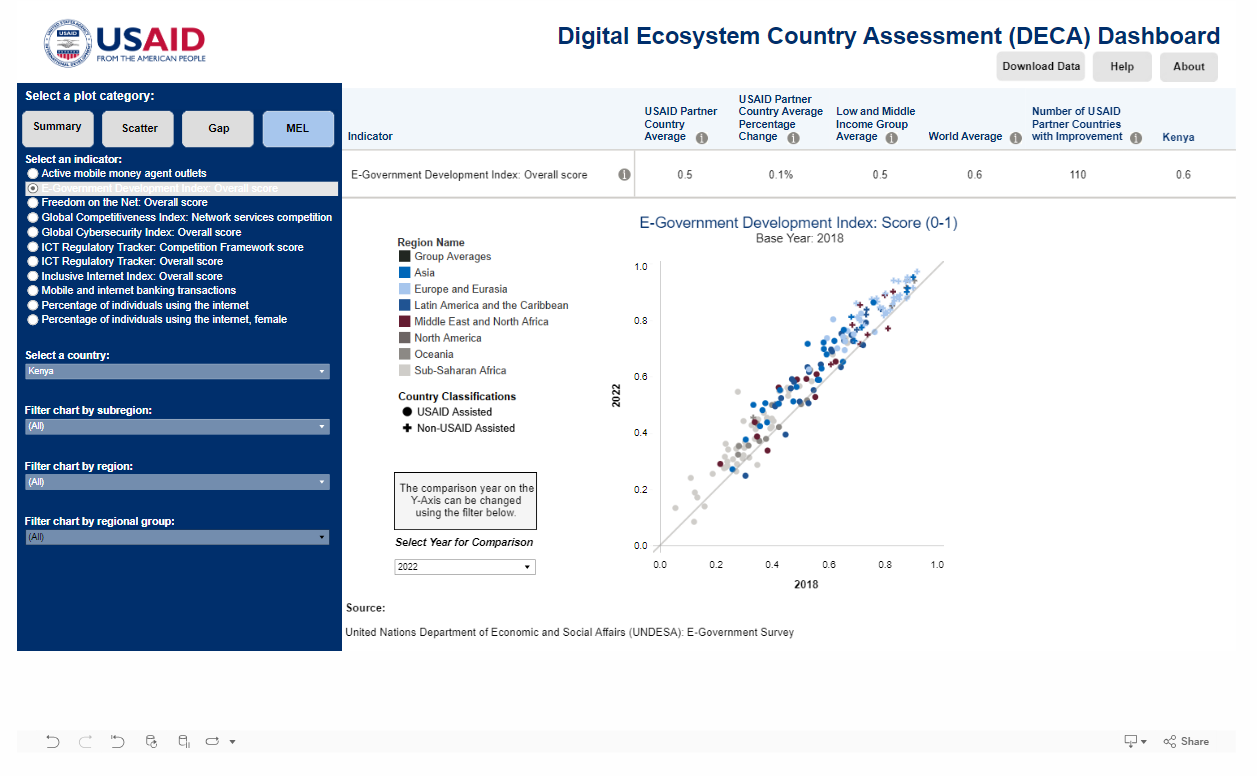 USAID
USAID
FROM THE AMERICAN PEOPLE
Digital Ecosystem Country Assessment (DECA) Dashboard
Download Data
Help
About
Select a plot category:
Summary
Scatter
Gap
MEL
Select an indicator:
Active mobile money agent outlets
E-Government Development Index: Overall score
Freedom on the Net: Overall score
Global Competitiveness Index: Network services competition
Global Cybersecurity Index: Overall score
ICT Regulatory Tracker: Competition Framework score
ICT Regulatory Tracker: Overall score
Inclusive Internet Index: Overall score
Mobile and internet banking transactions
Percentage of individuals using the internet
Percentage of individuals using the internet, female
Select a country:
Kenya
Filter chart by subregion:
(All)
Filter chart by region:
(All)
Filter chart by regional group:
(All)
Indicator
USAID Partner
Country
Average
USAID Partner
Country Average
Percentage
Change
Low and Middle
Income Group
Average
World Average
Number of USAID
Partner Countries
with Improvement
Kenya
E-Government Development Index: Overall score
0.5
0.1%
0.5
0.6
110
0.6
Region Name
Group Averages
Asia
Europe and Eurasia
Latin America and the Caribbean
Middle East and North Africa
North America
Oceania
Sub-Saharan Africa
Country Classifications
USAID Assisted
Non-USAID Assisted
The comparison year on the
Y-Axis can be changed
using the filter below.
Select Year for Comparison
2022
E-Government Development Index: Score (0-1)
Base Year: 2018
1.0
0.8
0.6
0.4
0.2
0.0
2022
0.0
0.2
0.4
0.6
0.8
1.0
2018
Source:
United Nations Department of Economic and Social Affairs (UNDESA): E-Government Survey
Share